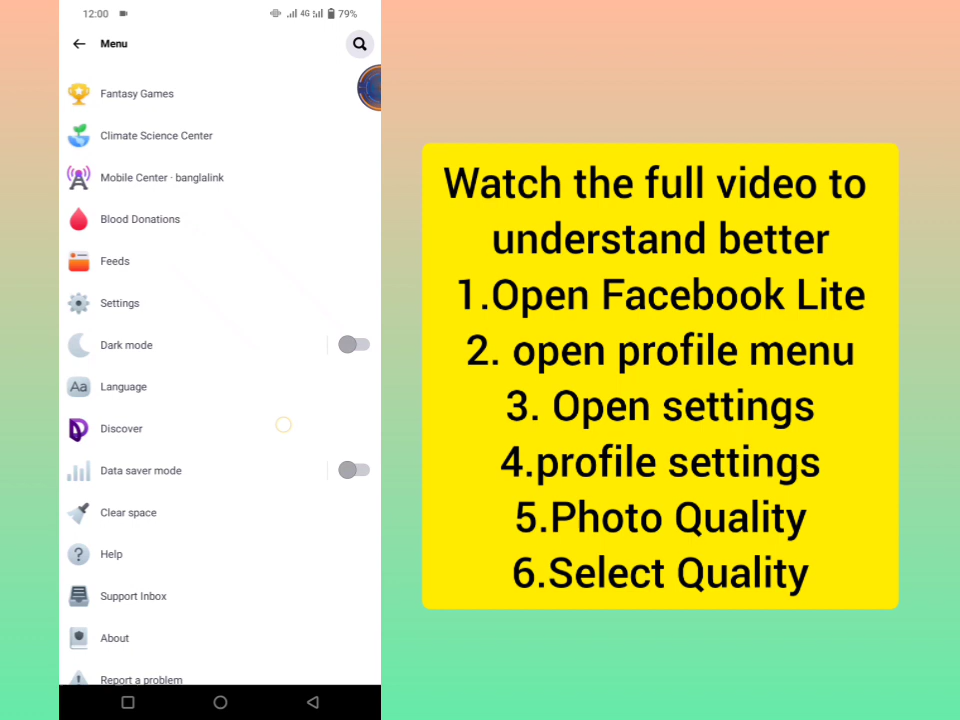 12:00
4G
79%
Menu
Fantasy Games
Climate Science Center
Mobile Center · banglalink
Blood Donations
Feeds
Settings
Dark mode
Aa
Language
Discover
Data saver mode
Clear space
?
Help
Support Inbox
About
Report a problem
Watch the full video to
understand better
1.Open Facebook Lite
2. open profile menu
3. Open settings
4.profile settings
5.Photo Quality
6.Select Quality